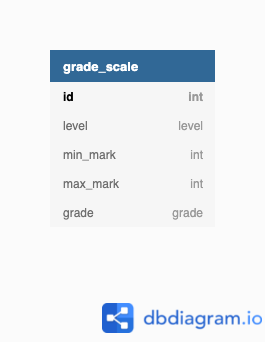 grade_scale
id int
level level
min_mark int
max_mark int
grade grade
dbdiagram.io